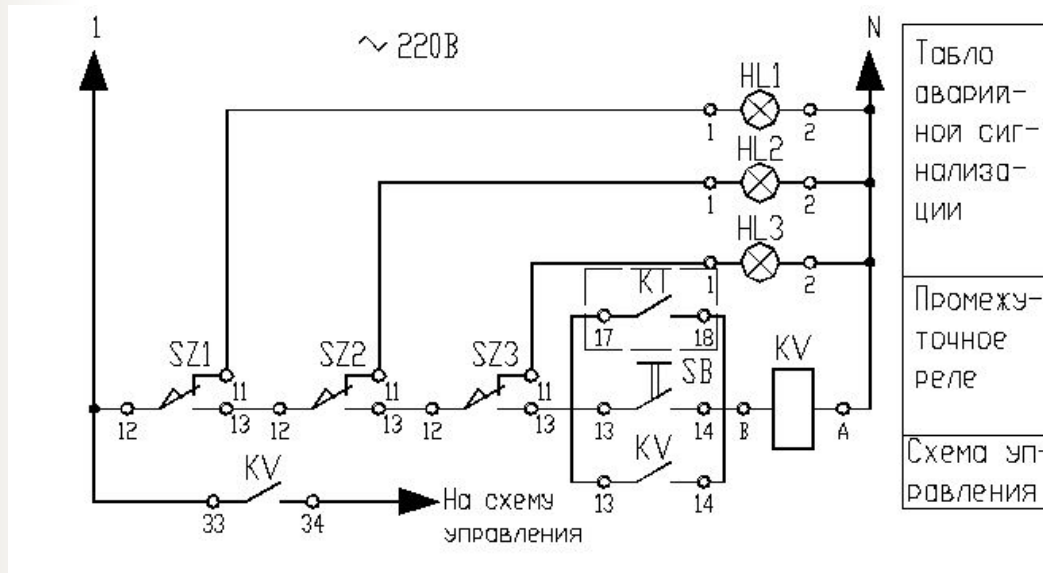 1
~ 220В
N
HL1
1 2
HL2
1 2
HL3
1 2
KT
17 18
SZ1 SZ2 SZ3 SB KV
11 11 11
12 13 12 13 12 13 13 14 В А
KV KV
33 34 13 14
На схему
управления
Табло
аварий-
ной сиг-
нализа-
ции
Промежу-
точное
реле
Схема уп-
равления